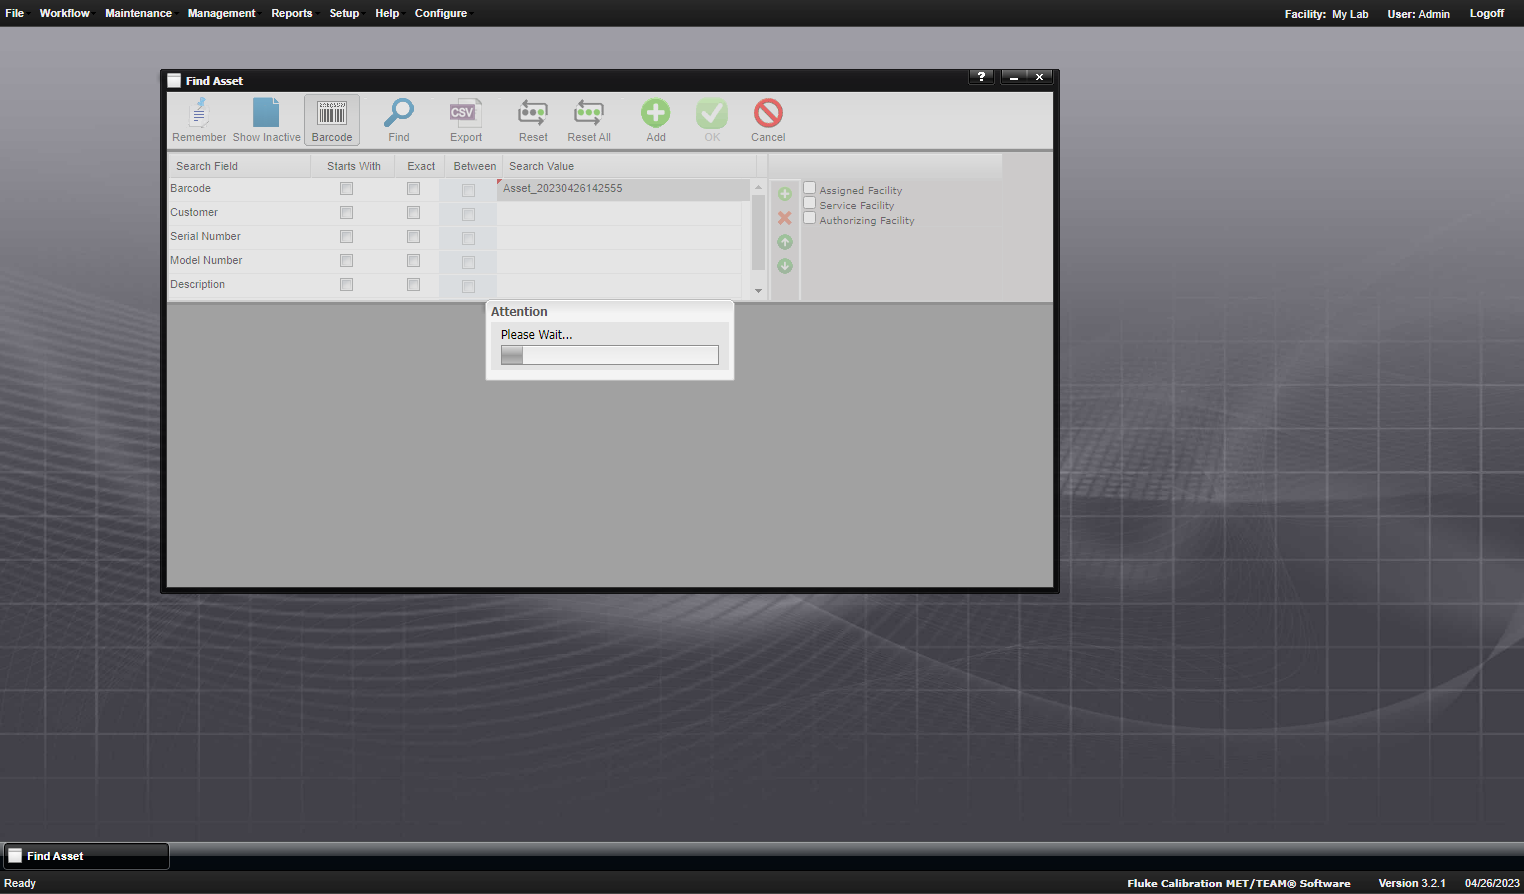 File Workflow Maintenance Management Reports Setup Help Configure Facility: My Lab User: Admin Logoff
Find Asset ?
Remember Show Inactive Barcode Find CSV Export Reset Reset All Add OK Cancel
Search Field Starts With Exact Between Search Value
Barcode Asset_20230426142555 Assigned Facility
Service Facility
Customer
Authorizing Facility
Serial Number
Model Number
Description
Attention
Please Wait...
Find Asset
Ready Fluke Calibration MET/TEAM® Software Version 3.2.1 04/26/2023